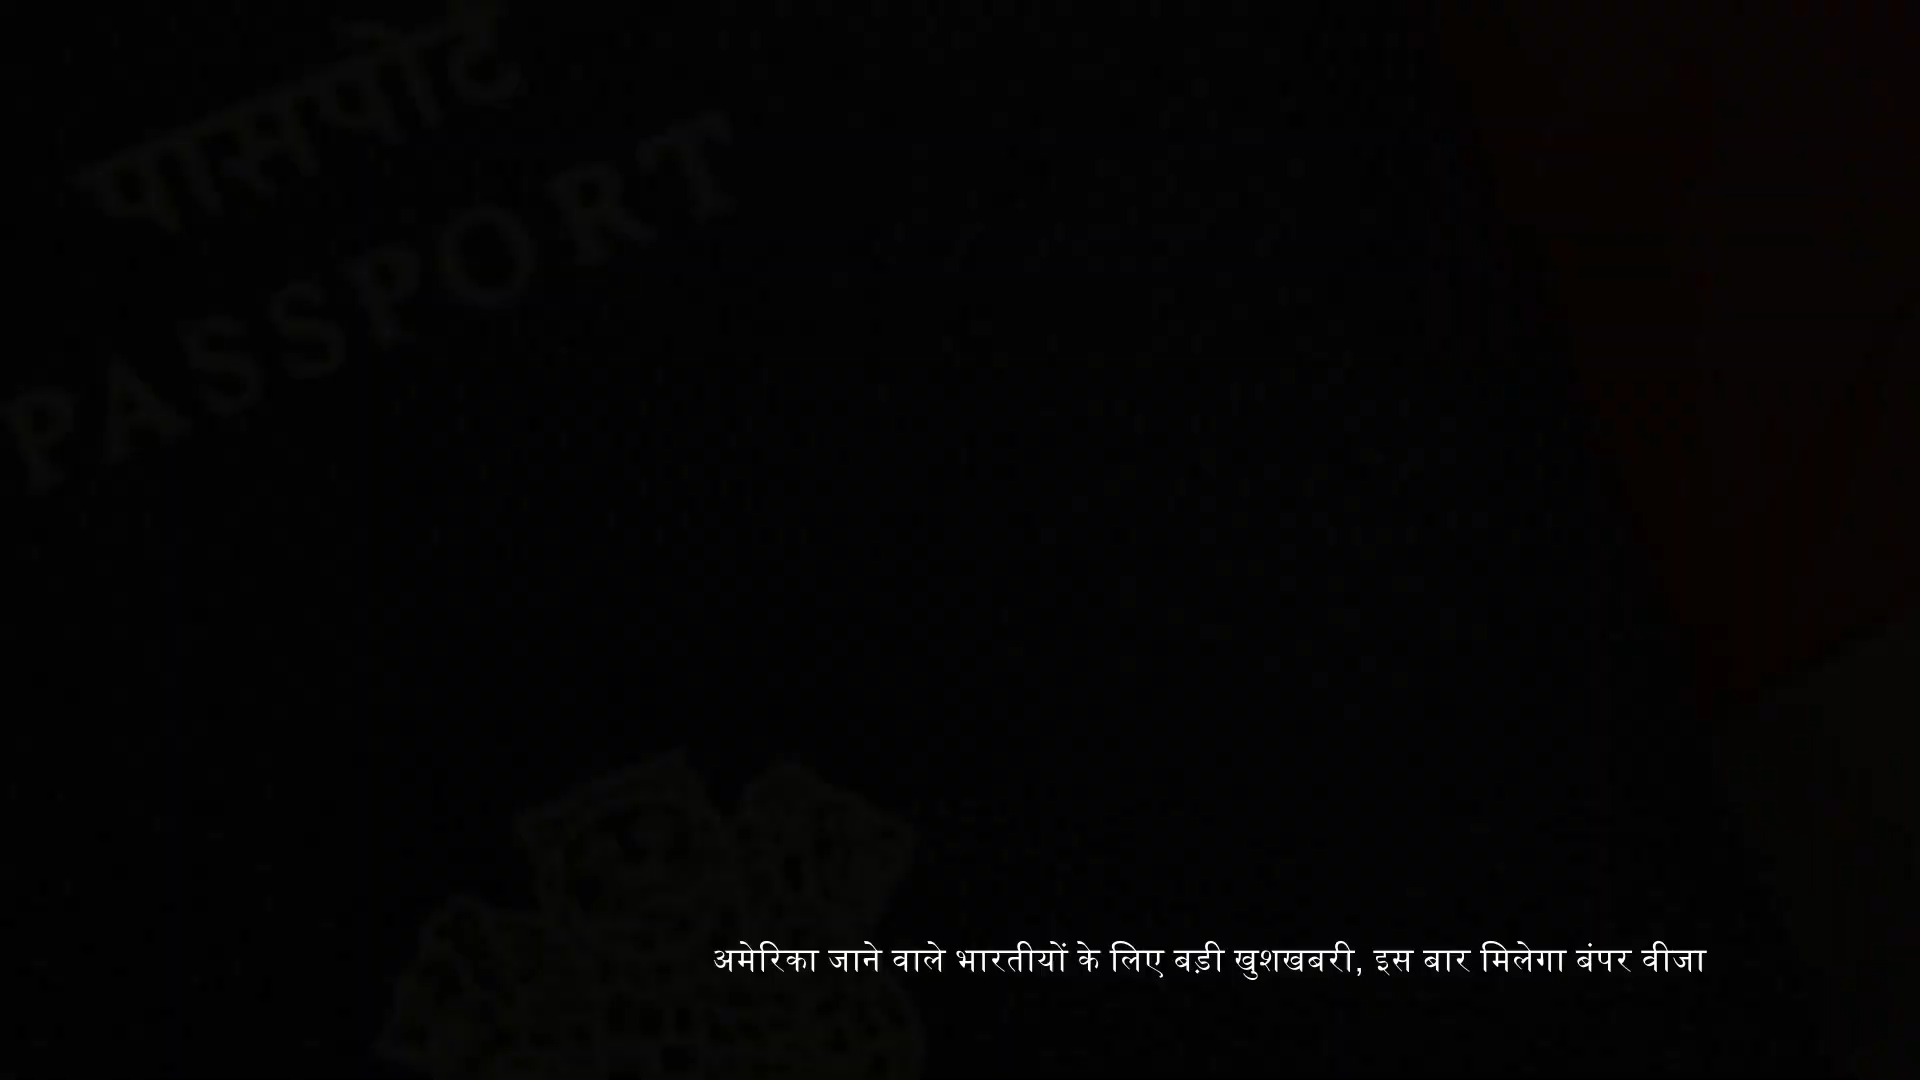 पासपोर्ट
PASSPORT
अमेरिका जाने वाले भारतीयों के लिए बड़ी खुशखबरी, इस बार मिलेगा बंपर वीजा